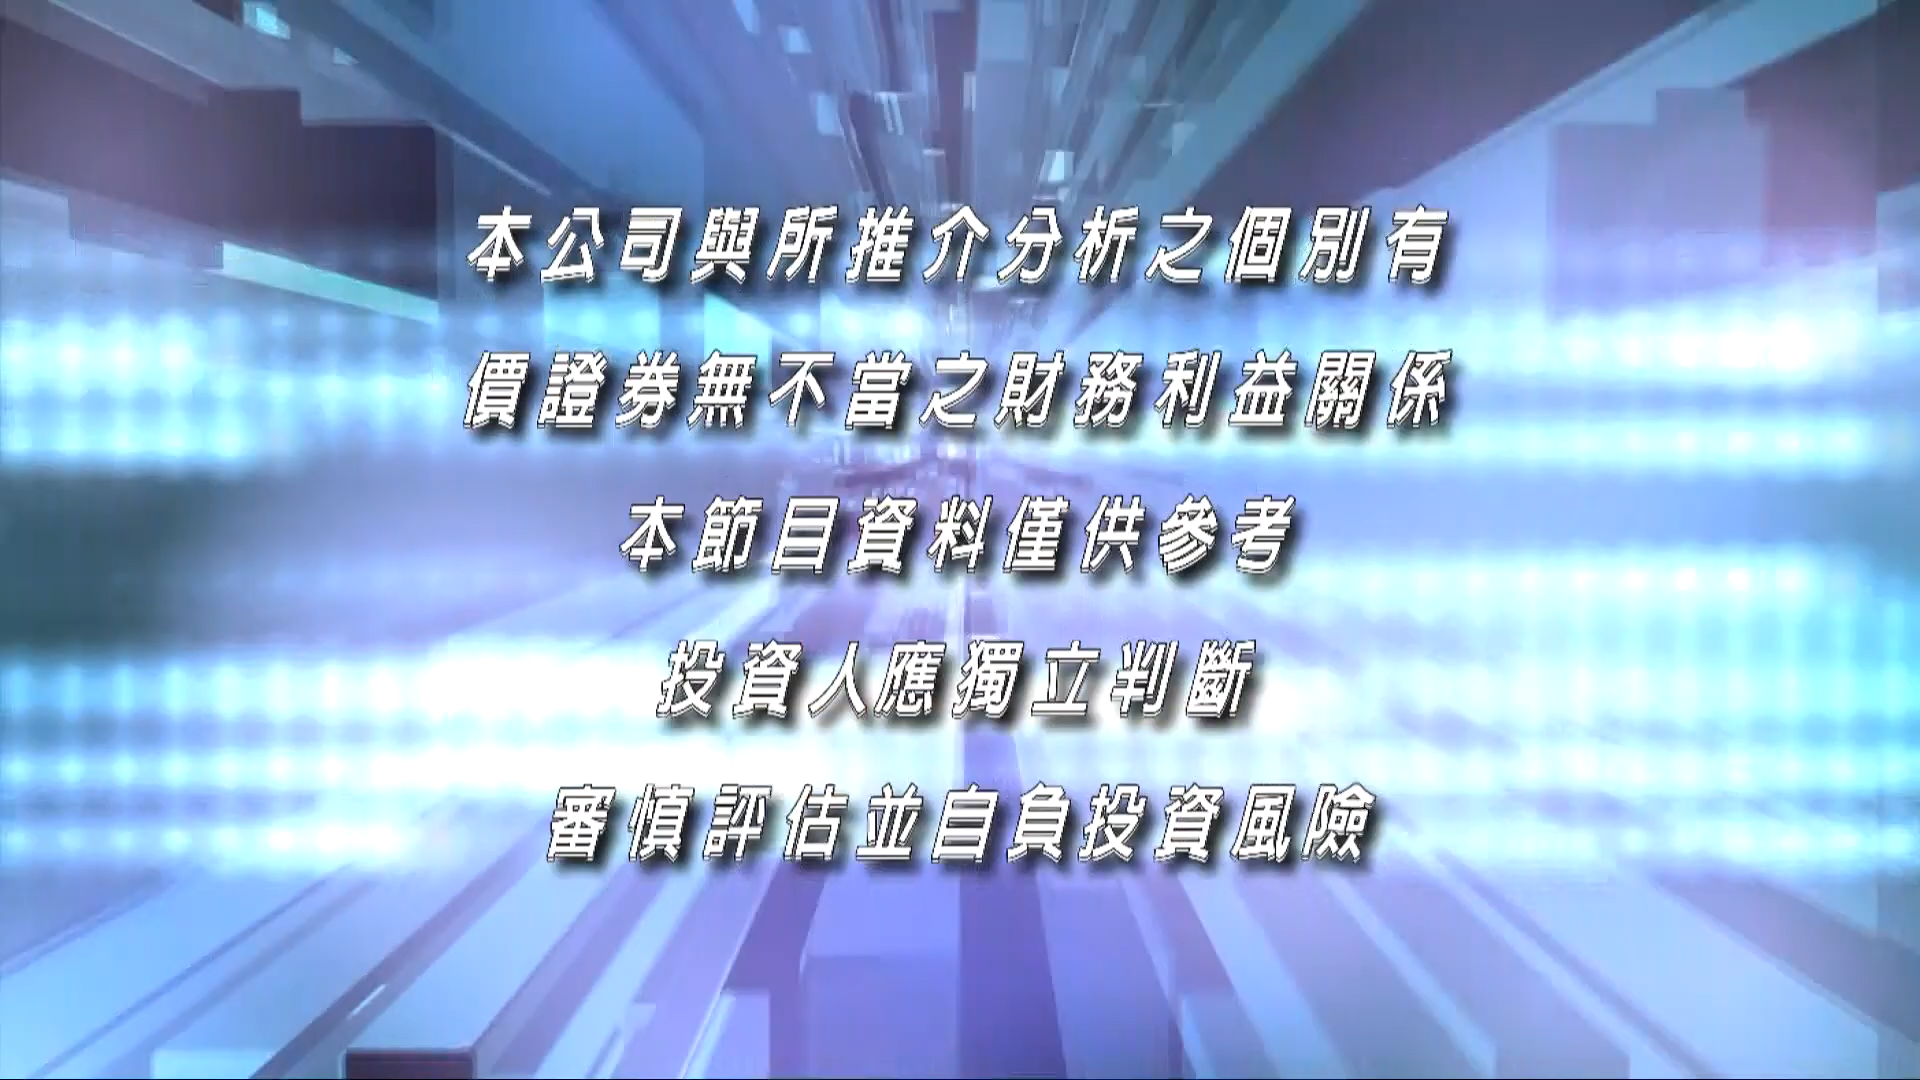 本公司與所推介分析之個別有
價證券無不當之財務利益關係
本節目資料僅供參考
投資人應獨立判斷
審慎評估並自負投資風險